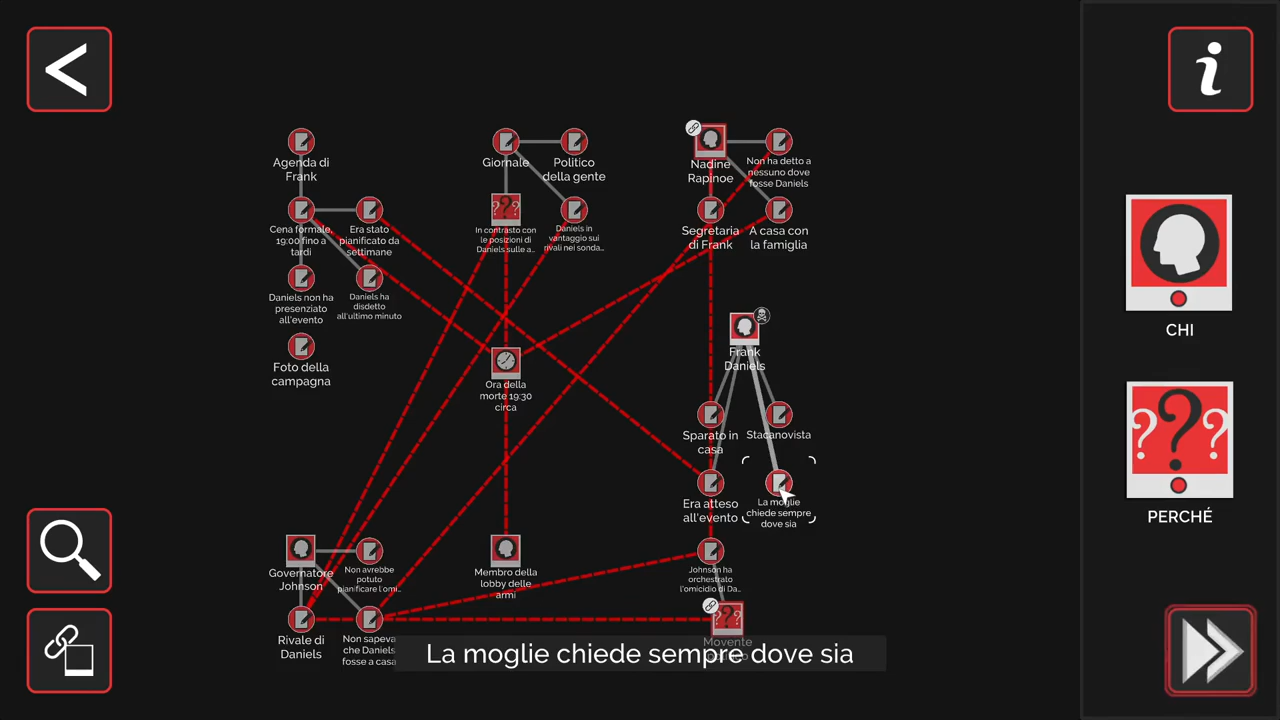 <
i
Agenda di
Frank
Giornale
Politico
della gente
Nadine
Rapinoe
Non ha detto a
nessuno dove
fosse Daniels
Cena formale,
19:00 fino a
tardi
Era stato
pianificato da
settimane
???
In contrasto con
le posizioni di
Daniels sulle a...
Daniels in
vantaggio sui
rivali nei sonda...
Segretaria
di Frank
A casa con
la famiglia
Daniels non ha
presenziato
all'evento
Daniels ha
disdetto
all'ultimo minuto
CHI
Frank
Daniels
Foto della
campagna
Ora della
morte 19:30
circa
Sparato in
casa
Stacanovista
???
PERCHÉ
Era atteso
all'evento
La moglie
chiede sempre
dove sia
Governatore
Johnson
Non avrebbe
potuto
pianificare l'omi...
Membro della
lobby delle
armi
Johnson ha
orchestrato
l'omicidio di Da...
???
Rivale di
Daniels
Non sapeva
che Daniels
fosse a casa
Movente
La moglie chiede sempre dove sia